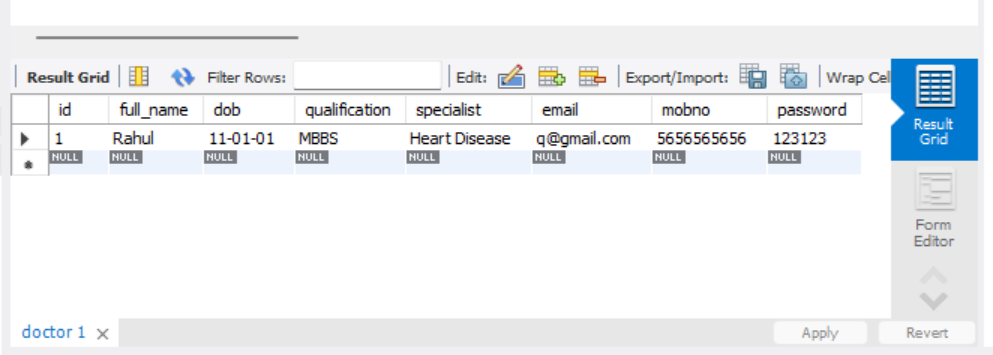 Result Grid Filter Rows: Edit: Export/Import: Wrap Cel
id full_name dob qualification specialist email mobno password
1 Rahul 11-01-01 MBBS Heart Disease q@gmail.com 5656565656 123123
NULL NULL NULL NULL NULL NULL NULL NULL
Result
Grid
Form
Editor
doctor 1 Apply Revert